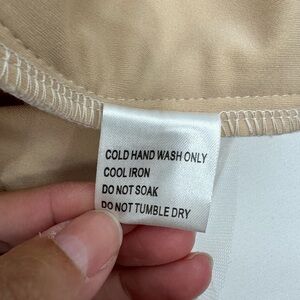 COLD HAND WASH ONLY
COOL IRON
DO NOT SOAK
DO NOT TUMBLE DRY